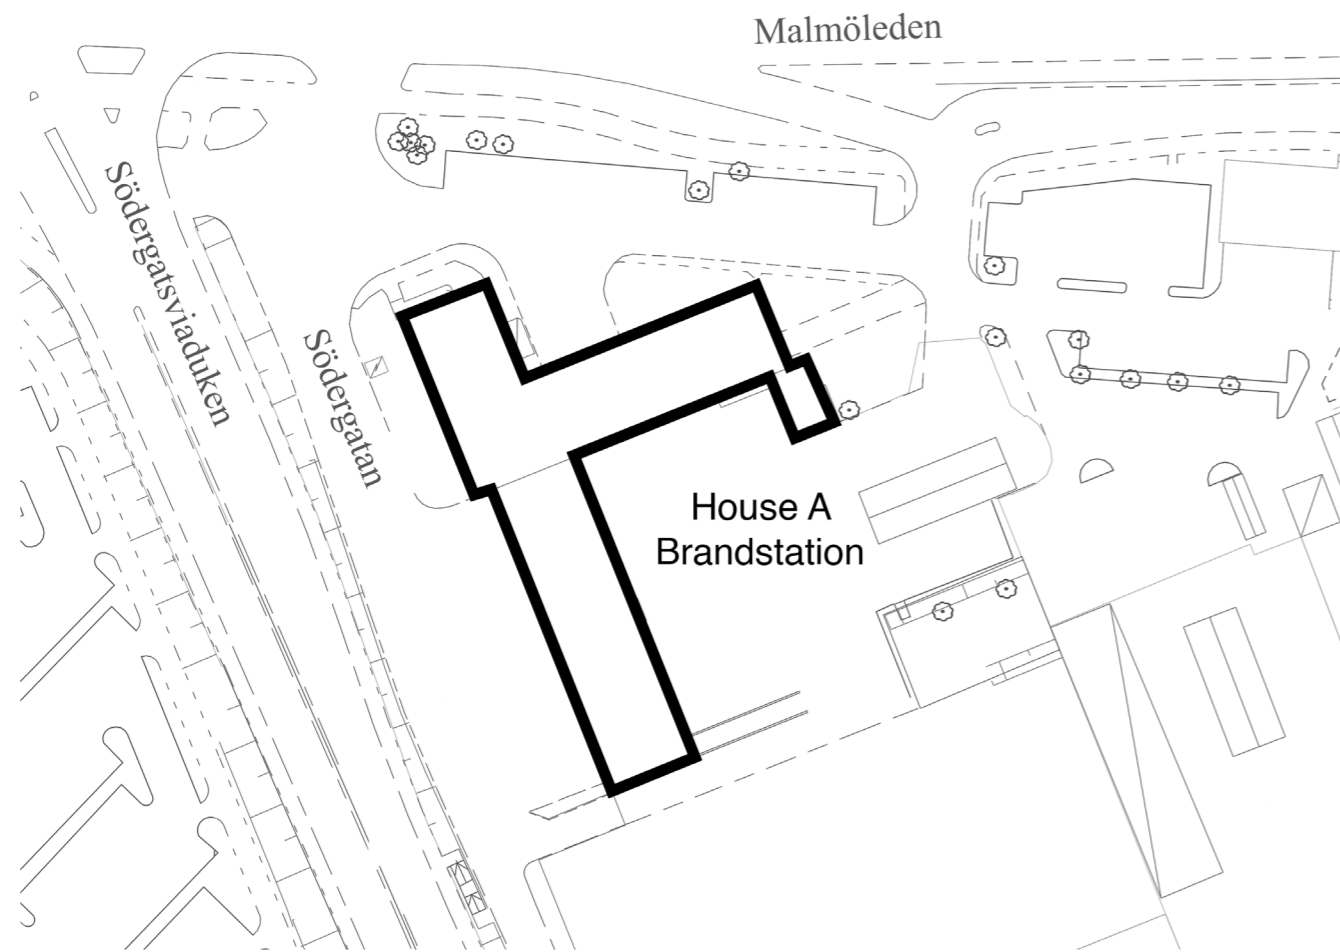 Malmöleden
Södergatsviaduken
Södergatan
House A
Brandstation